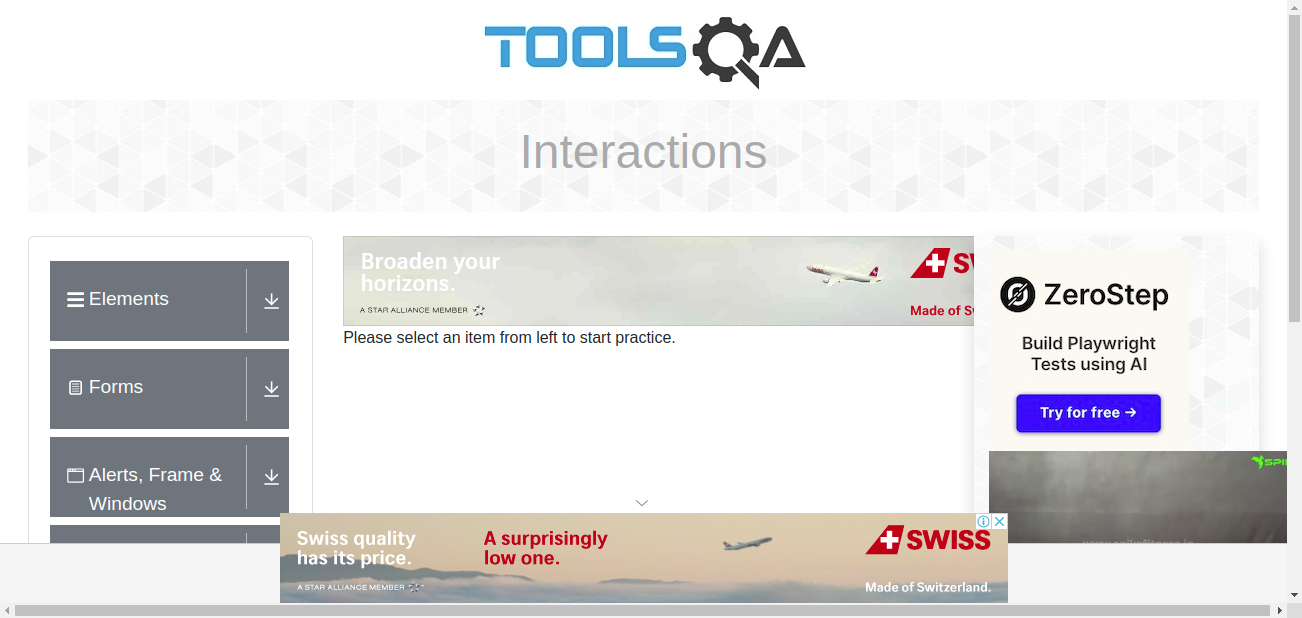 TOOLSQA
Interactions
Elements
Forms
Alerts, Frame &
Windows
Broaden your
horizons.
A STAR ALLIANCE MEMBER
Made of Sw
Please select an item from left to start practice.
ZeroStep
Build Playwright
Tests using AI
Try for free →
Swiss quality
has its price.
A STAR ALLIANCE MEMBER
A surprisingly
low one.
SWISS
Made of Switzerland.